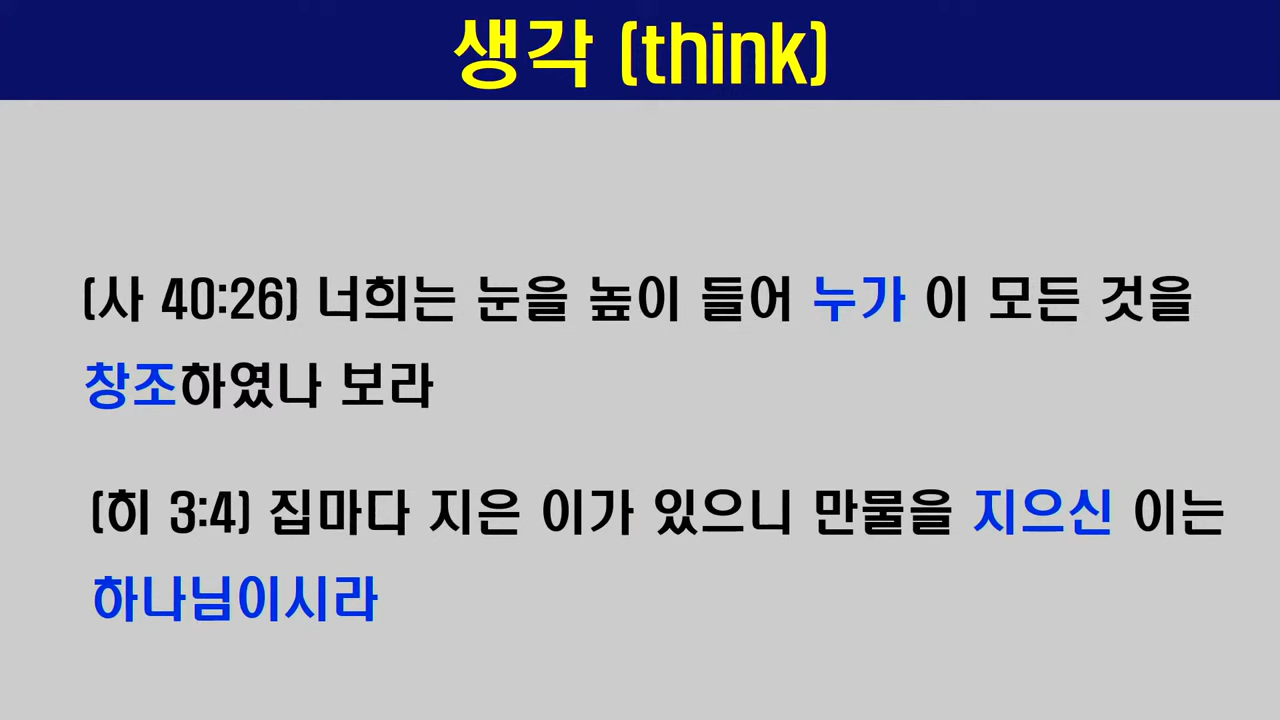 생각 (think)
(사 40:26) 너희는 눈을 높이 들어 누가 이 모든 것을
창조하였나 보라
(히 3:4) 집마다 지은 이가 있으니 만물을 지으신 이는
하나님이시라